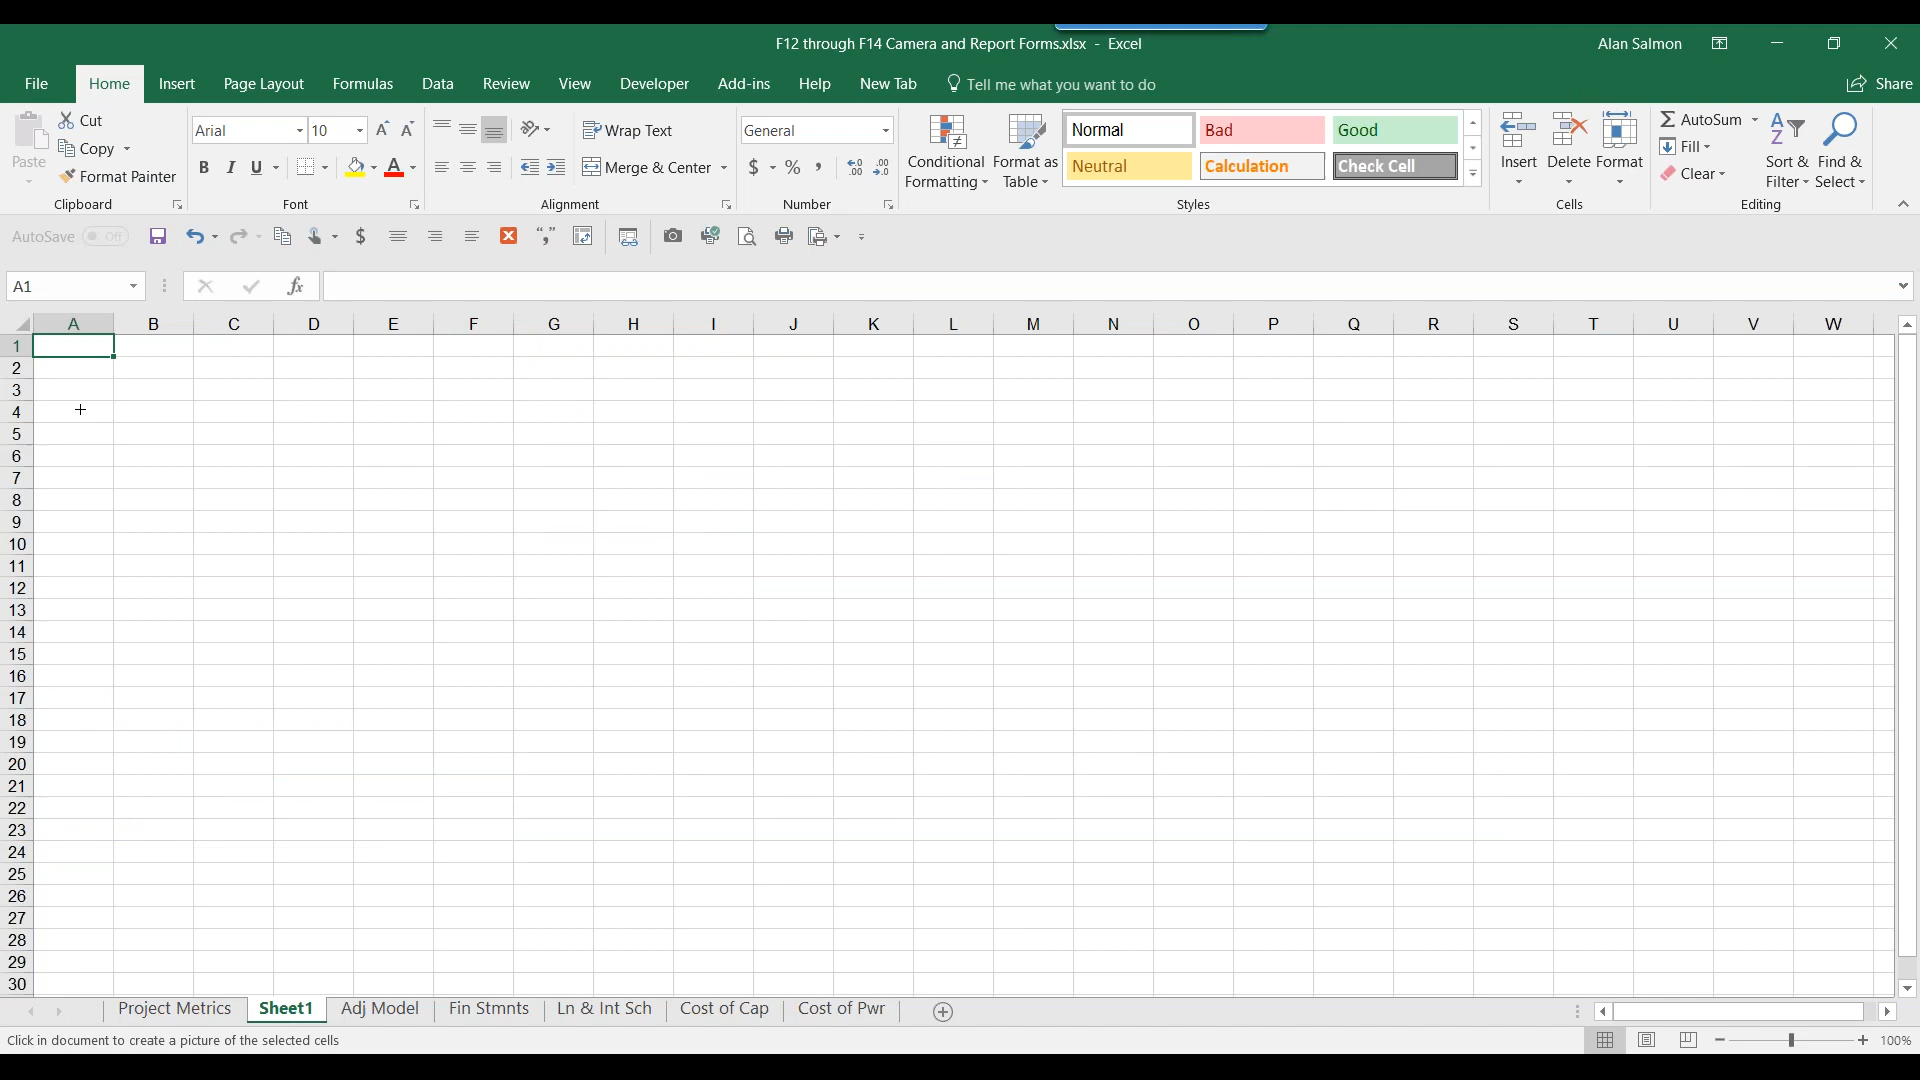 F12 through F14 Camera and Report Forms.xlsx - Excel
Alan Salmon
File Home Insert Page Layout Formulas Data Review View Developer Add-ins Help New Tab Tell me what you want to do Share
Paste
Cut
Copy
Format Painter
Clipboard
Arial 10
B I U A
Font
Wrap Text
Merge & Center
Alignment
General
$ % ,
Number
Conditional Formatting
Format as Table
Normal Bad Good
Neutral Calculation Check Cell
Styles
Insert Delete Format
Cells
AutoSum
Fill
Clear
Sort & Filter
Find & Select
Editing
AutoSave Off
A1 fx
A B C D E F G H I J K L M N O P Q R S T U V W
1
2
3
4
5
6
7
8
9
10
11
12
13
14
15
16
17
18
19
20
21
22
23
24
25
26
27
28
29
30
Project Metrics Sheet1 Adj Model Fin Stmnts Ln & Int Sch Cost of Cap Cost of Pwr
Click in document to create a picture of the selected cells
100%